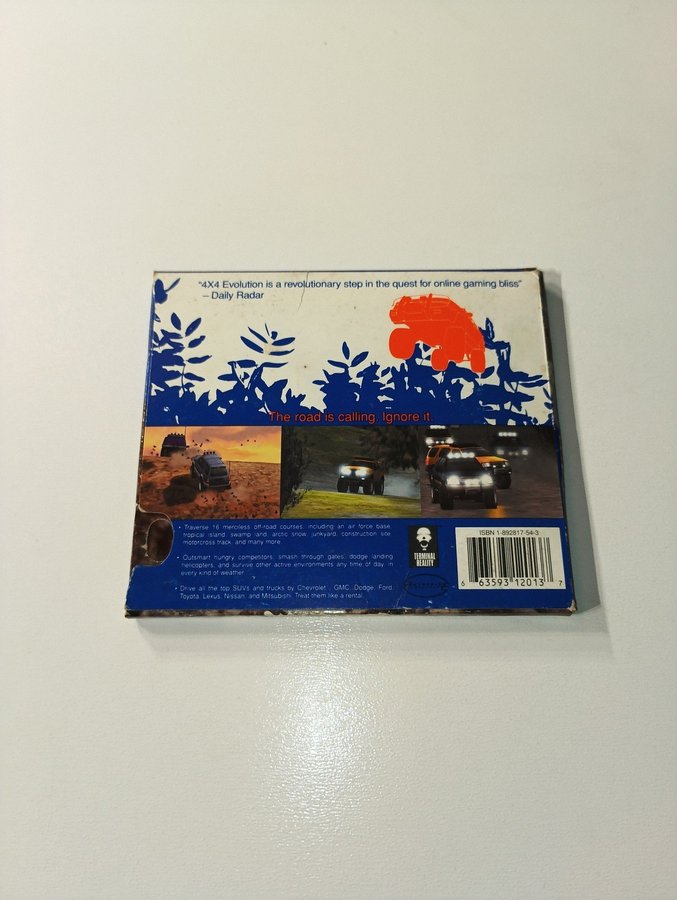 "4X4 Evolution is a revolutionary step in the quest for online gaming bliss"
– Daily Radar
The road is calling. Ignore it.
• Traverse 16 merciless off-road courses, including an air force base,
tropical island, swamp land, arctic snow, junkyard, construction site
motorcross track, and many more.
• Outsmart hungry competitors, smash through gates, dodge landing
helicopters, and survive other active environments any time of day, in
every kind of weather.
• Drive all the top SUVs and trucks by Chevrolet, GMC, Dodge, Ford,
Toyota, Lexus, Nissan, and Mitsubishi. Treat them like a rental.
TERMINAL
REALITY
ISBN 1-892817-54-3
6 63593 12013 7